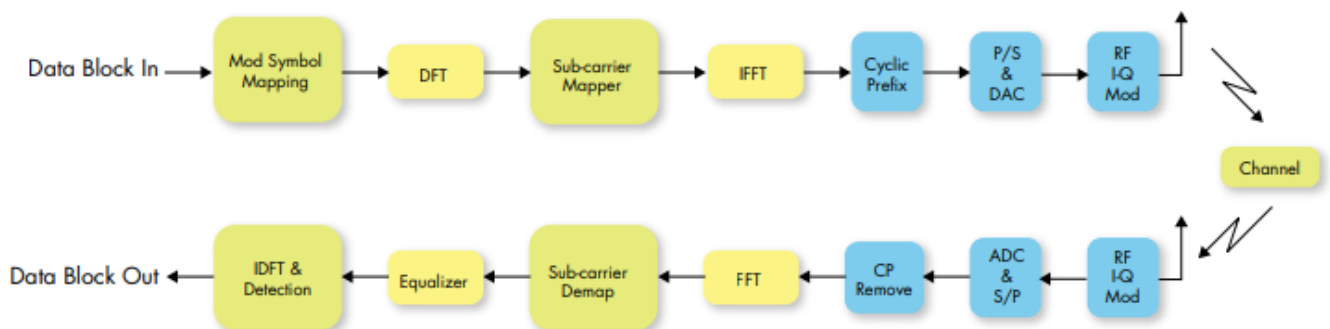 Data Block In
Mod Symbol
Mapping
DFT
Sub-carrier
Mapper
IFFT
Cyclic
Prefix
P/S
&
DAC
RF
I-Q
Mod
Channel
Data Block Out
IDFT &
Detection
Equalizer
Sub-carrier
Demap
FFT
CP
Remove
ADC
&
S/P
RF
I-Q
Mod